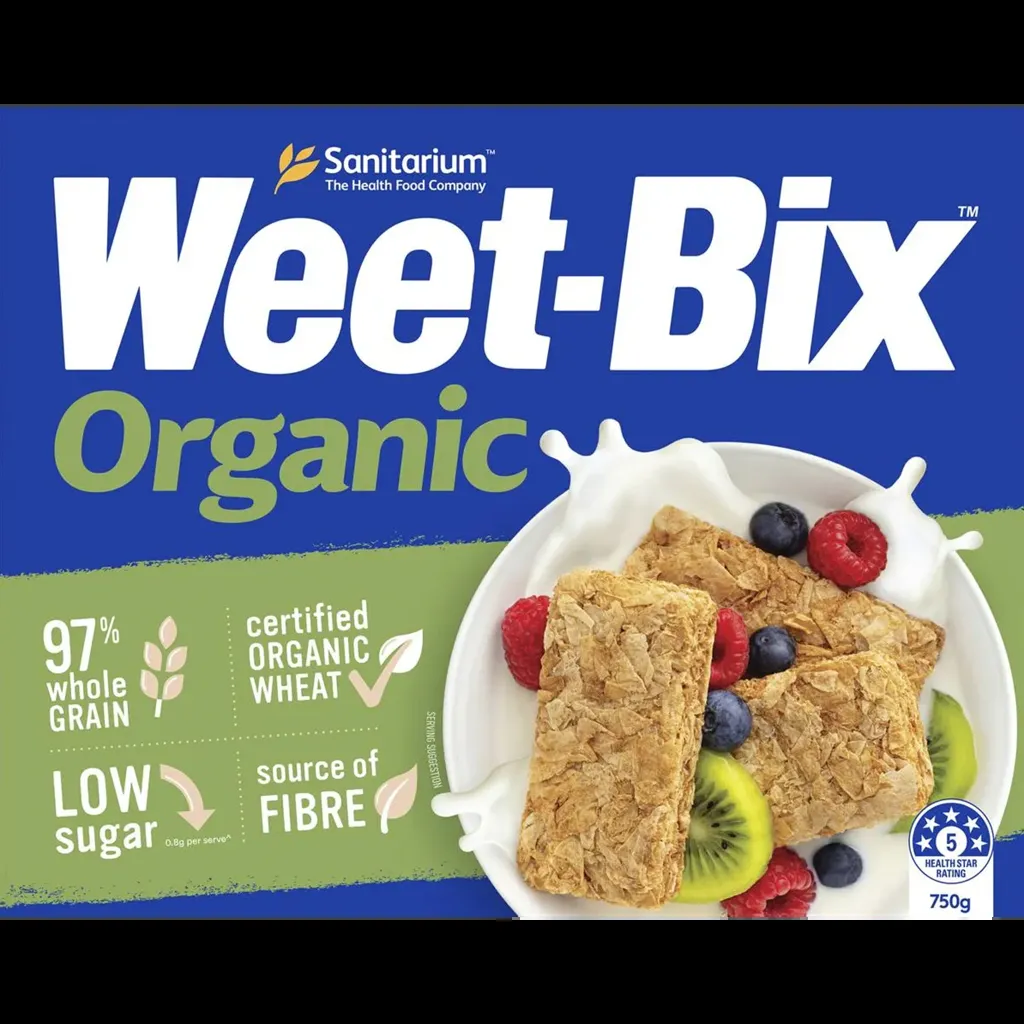 Sanitarium™
The Health Food Company
Weet-Bix™
Organic
97%
whole
GRAIN
certified
ORGANIC
WHEAT
LOW
sugar
0.8g per serve^
source of
FIBRE
SERVING SUGGESTION
5
HEALTH STAR
RATING
750g